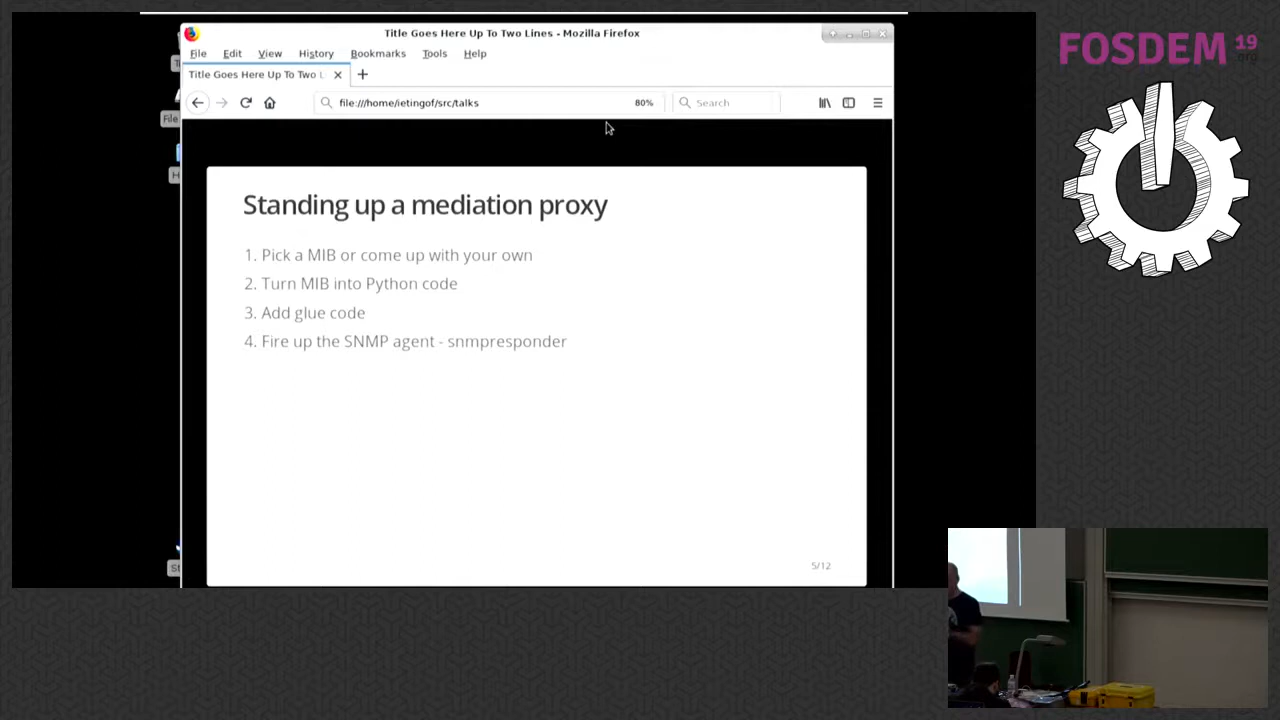 Title Goes Here Up To Two Lines - Mozilla Firefox
File Edit View History Bookmarks Tools Help
Title Goes Here Up To Two L
file:///home/ietingof/src/talks 80% Search
FOSDEM 19
.org
File
H
St
Standing up a mediation proxy
1. Pick a MIB or come up with your own
2. Turn MIB into Python code
3. Add glue code
4. Fire up the SNMP agent - snmpresponder
5/12